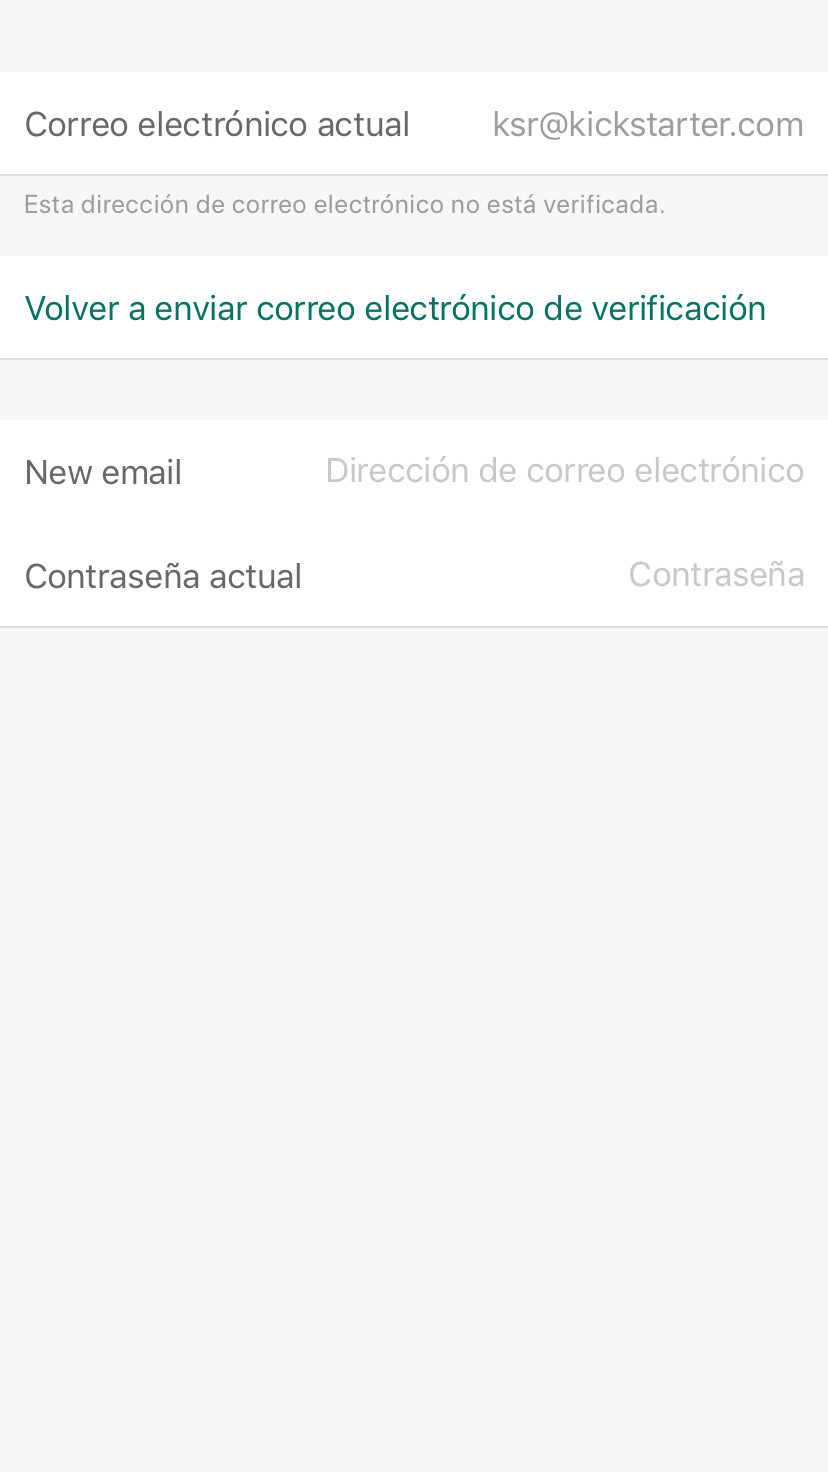 Correo electrónico actual ksr@kickstarter.com
Esta dirección de correo electrónico no está verificada.
Volver a enviar correo electrónico de verificación
New email Dirección de correo electrónico
Contraseña actual Contraseña